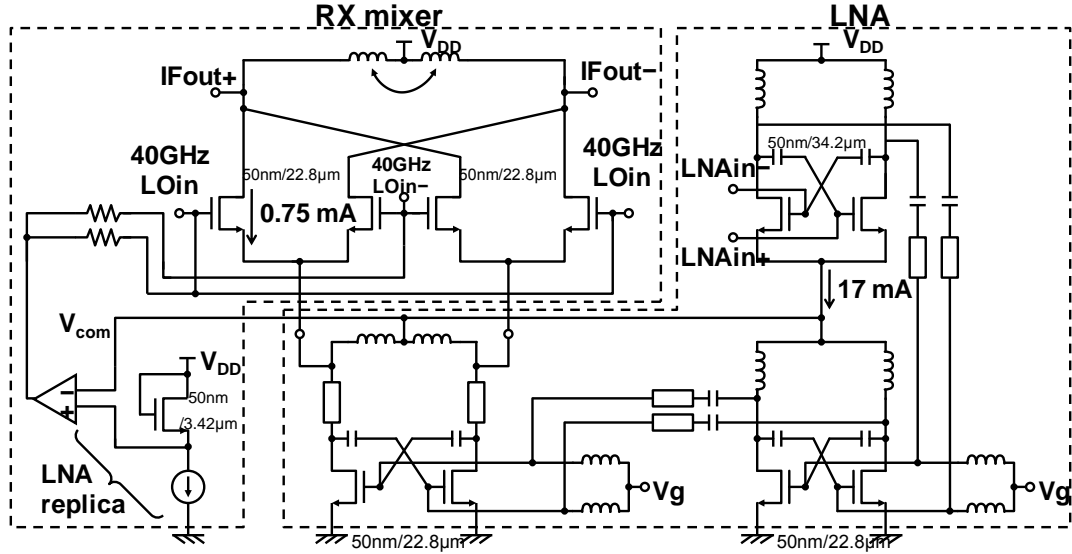 RX mixer
LNA
VDD
VDD
IFout+
IFout−
40GHz
LOin
50nm/22.8µm
40GHz
LOin−
50nm/22.8µm
40GHz
LOin
0.75 mA
50nm/34.2µm
LNAin-
LNAin+
17 mA
Vcom
VDD
50nm
/3.42µm
−
+
LNA
replica
Vg
Vg
50nm/22.8µm
50nm/22.8µm